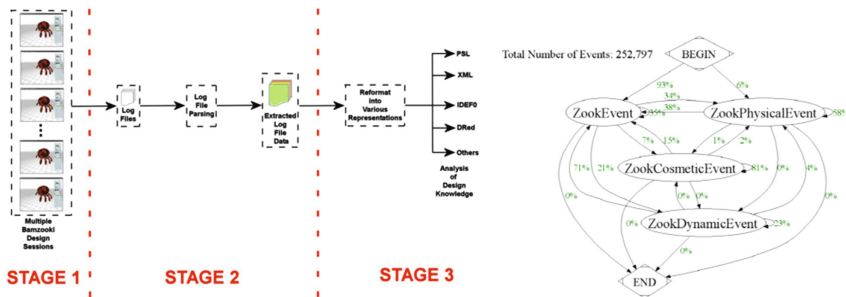 Multiple
Bamzooki
Design
Sessions
STAGE 1
Log
Files
Log
File
Parsing
Extracted
Log
File
Data
STAGE 2
Reformat
into
Various
Representations
PSL
XML
IDEF0
DRed
Others
Analysis
of
Design
Knowledge
STAGE 3
Total Number of Events: 252,797
BEGIN
93%
6%
34%
38%
ZookEvent
93%
ZookPhysicalEvent
58%
7%
15%
1%
2%
ZookCosmeticEvent
81%
71%
21%
0%
4%
0%
0%
0%
0%
ZookDynamicEvent
23%
0%
0%
END